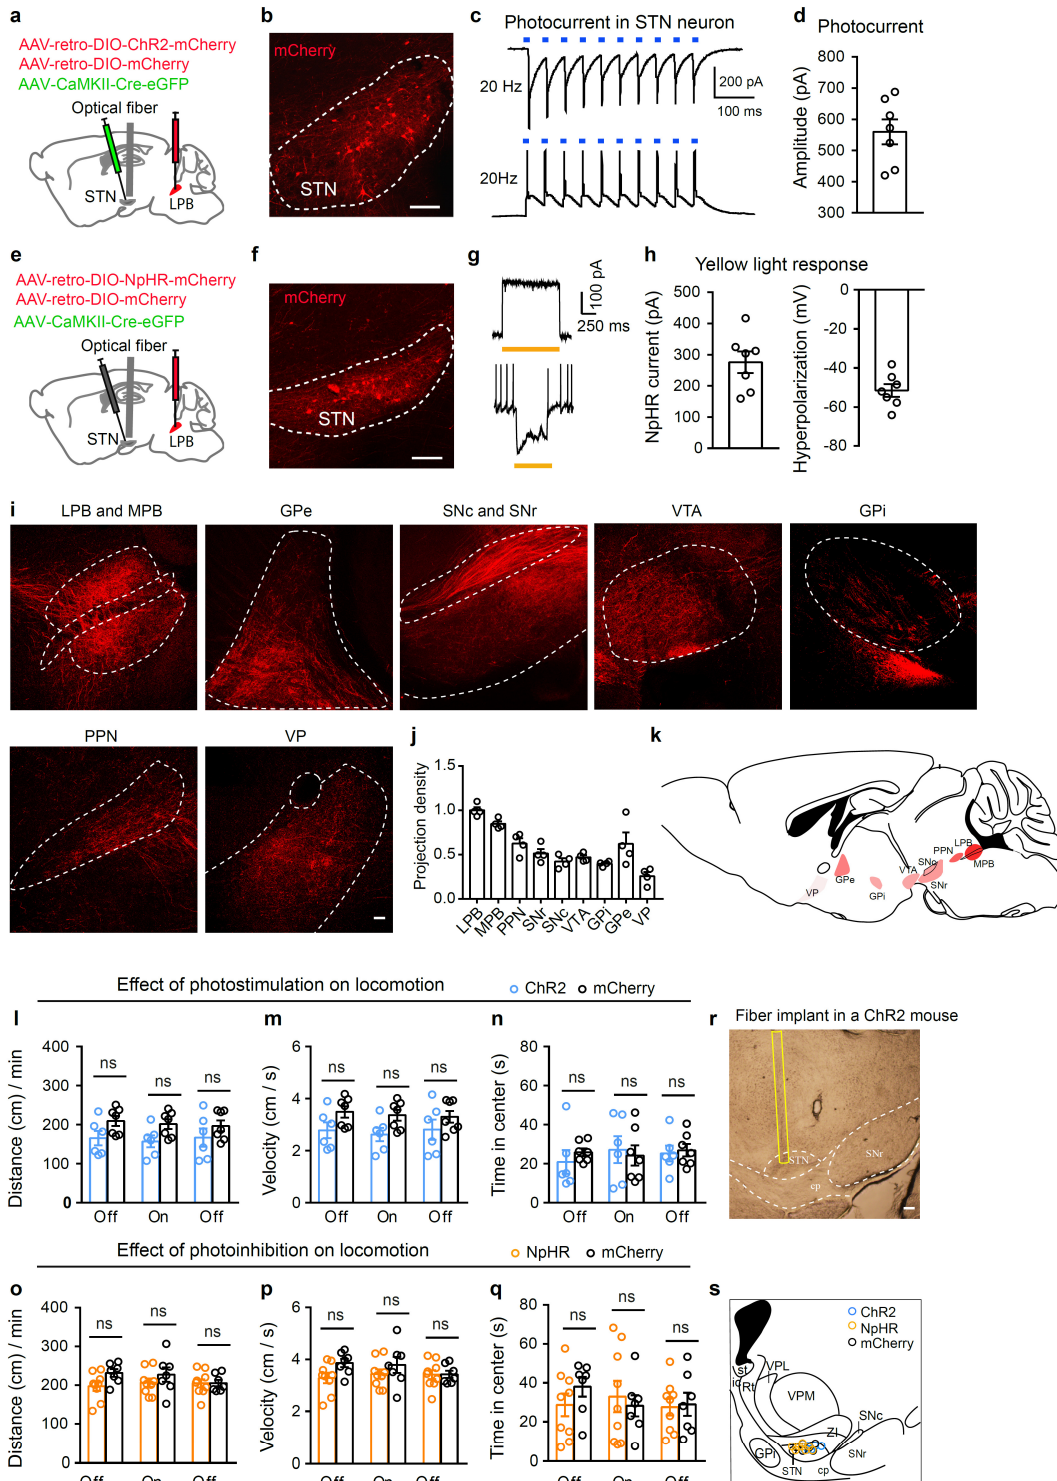 a
AAV-retro-DIO-ChR2-mCherry
AAV-retro-DIO-mCherry
AAV-CaMKII-Cre-eGFP
Optical fiber
STN
LPB
b
mCherry
STN
c
Photocurrent in STN neuron
20 Hz
200 pA
100 ms
20Hz
d
Photocurrent
Amplitude (pA)
800
700
600
500
400
300
e
AAV-retro-DIO-NpHR-mCherry
AAV-retro-DIO-mCherry
AAV-CaMKII-Cre-eGFP
Optical fiber
STN
LPB
f
mCherry
STN
g
100 pA
250 ms
h
Yellow light response
NpHR current (pA)
500
400
300
200
100
0
Hyperpolarization (mV)
0
-20
-40
-60
-80
i
LPB and MPB
GPe
SNc and SNr
VTA
GPi
PPN
VP
j
Projection density
1.5
1.0
0.5
0.0
LPB
MPB
PPN
SNr
SNc
VTA
GPi
GPe
VP
k
VP
GPe
GPi
VTA
SNc
SNr
PPN
LPB
MPB
Effect of photostimulation on locomotion
ChR2
mCherry
l
Distance (cm) / min
400
300
200
100
0
ns
ns
ns
Off
On
Off
m
Velocity (cm / s)
6
4
2
0
ns
ns
ns
Off
On
Off
n
Time in center (s)
80
60
40
20
0
ns
ns
ns
Off
On
Off
r
Fiber implant in a ChR2 mouse
STN
SNr
cp
Effect of photoinhibition on locomotion
NpHR
mCherry
o
Distance (cm) / min
400
300
200
100
0
ns
ns
ns
Off
On
Off
p
Velocity (cm / s)
6
4
2
0
ns
ns
ns
Off
On
Off
q
Time in center (s)
80
60
40
20
0
ns
ns
ns
Off
On
Off
s
ChR2
NpHR
mCherry
st
ic
Rt
VPL
VPM
ZI
SNc
GPi
STN
cp
SNr